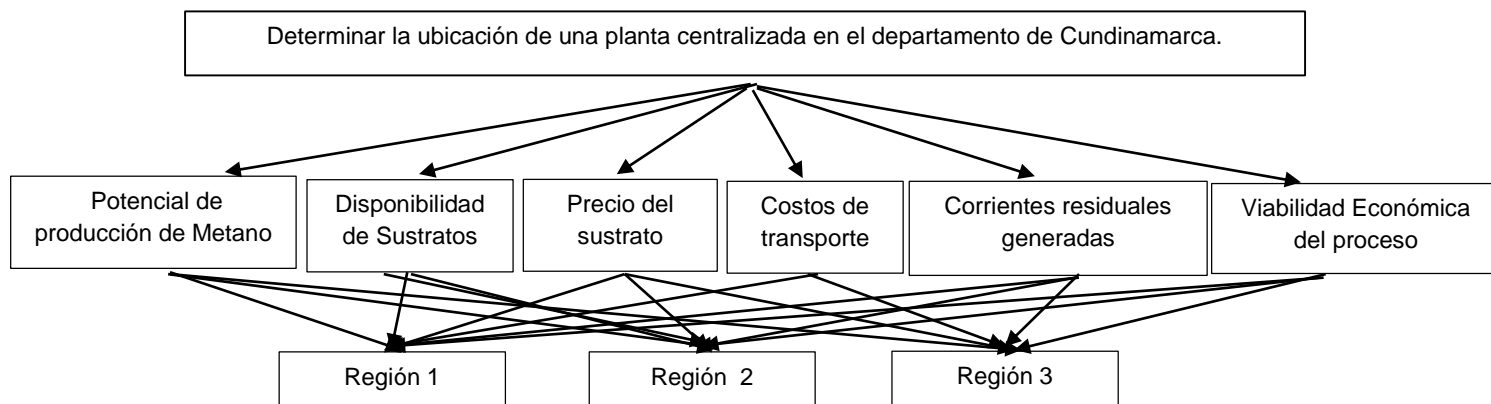 Determinar la ubicación de una planta centralizada en el departamento de Cundinamarca.
Potencial de
producción de Metano
Disponibilidad
de Sustratos
Precio del
sustrato
Costos de
transporte
Corrientes residuales
generadas
Viabilidad Económica
del proceso
Región 1
Región  2
Región 3